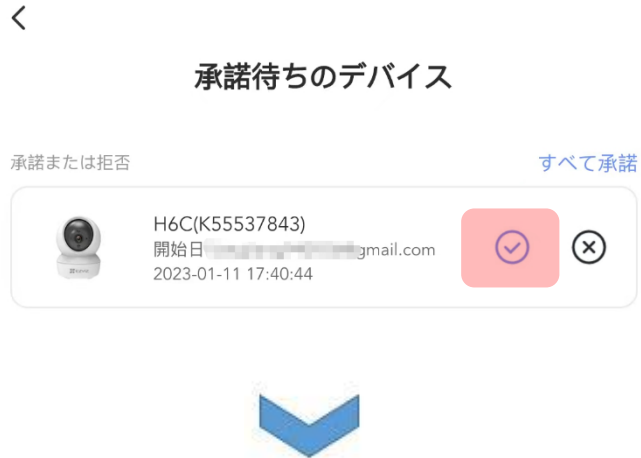 承諾待ちのデバイス
承諾または拒否
すべて承諾
H6C(K55537843)
開始日 gmail.com
2023-01-11 17:40:44